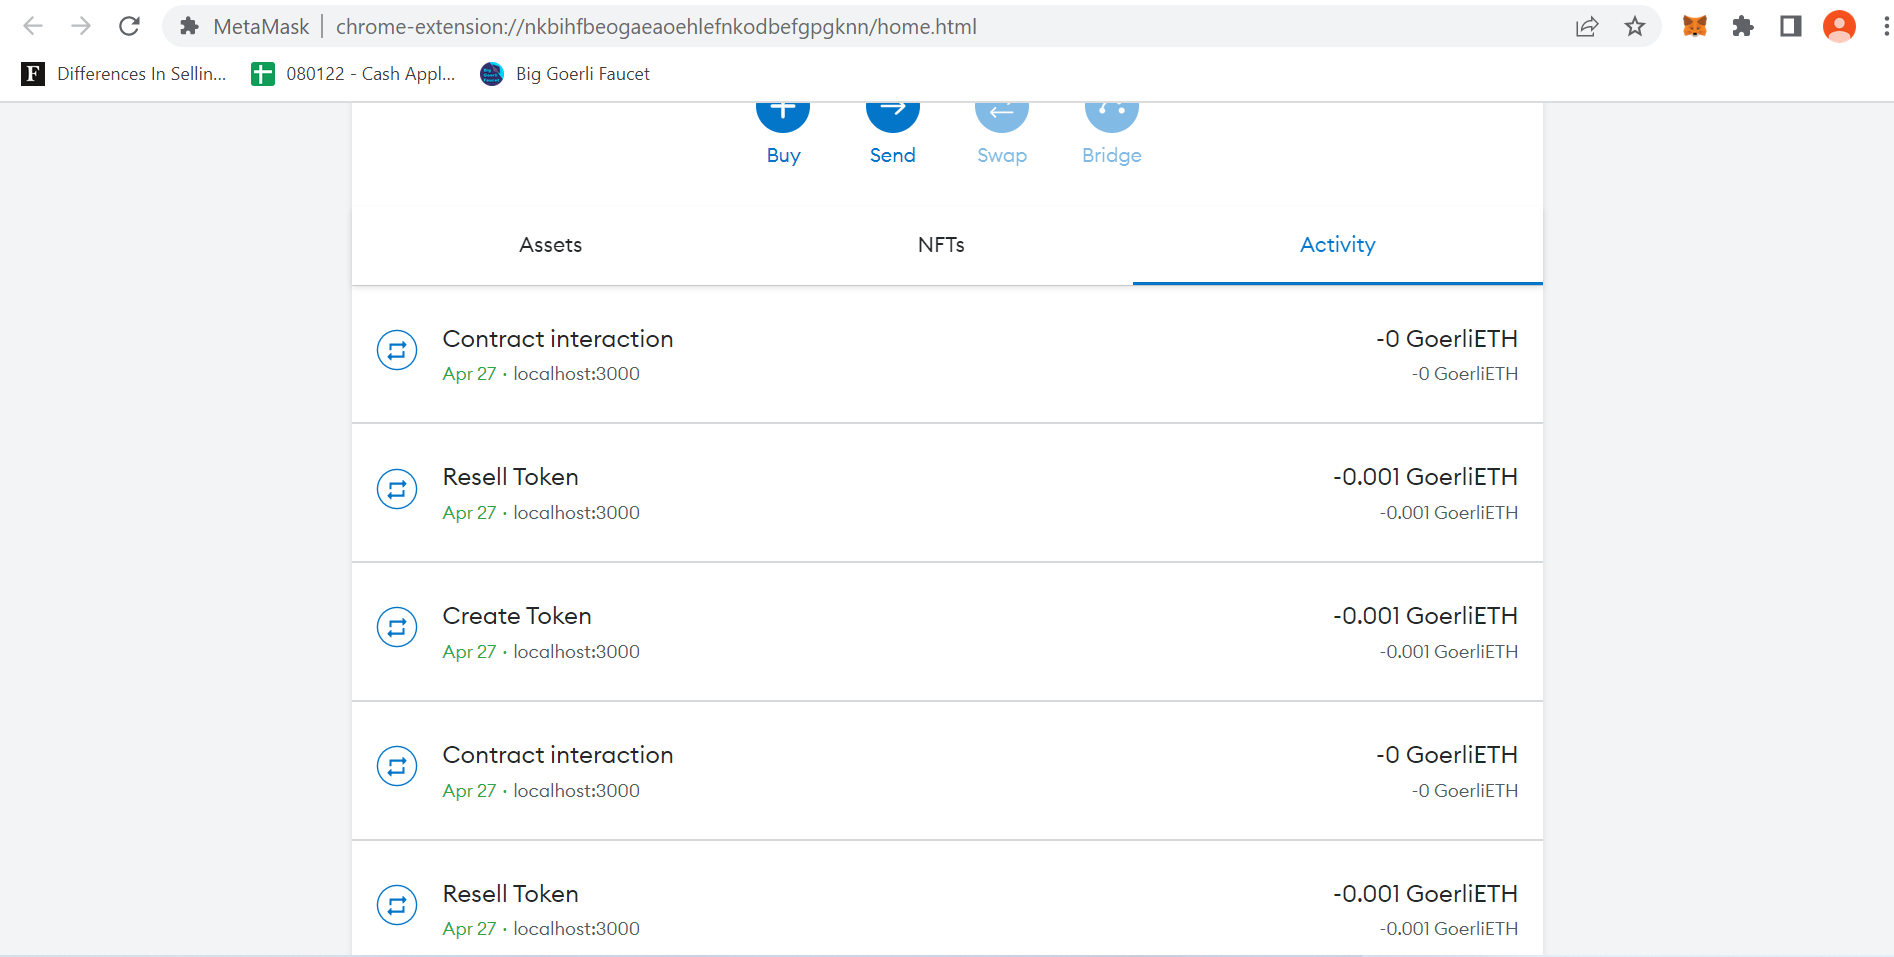 MetaMask | chrome-extension://nkbihfbeogaeaoehlefnkodbefgpgknn/home.html
F Differences In Sellin... 080122 - Cash Appl... Big Goerli Faucet
Buy Send Swap Bridge
Assets NFTs Activity
Contract interaction -0 GoerliETH
Apr 27 · localhost:3000 -0 GoerliETH
Resell Token -0.001 GoerliETH
Apr 27 · localhost:3000 -0.001 GoerliETH
Create Token -0.001 GoerliETH
Apr 27 · localhost:3000 -0.001 GoerliETH
Contract interaction -0 GoerliETH
Apr 27 · localhost:3000 -0 GoerliETH
Resell Token -0.001 GoerliETH
Apr 27 · localhost:3000 -0.001 GoerliETH